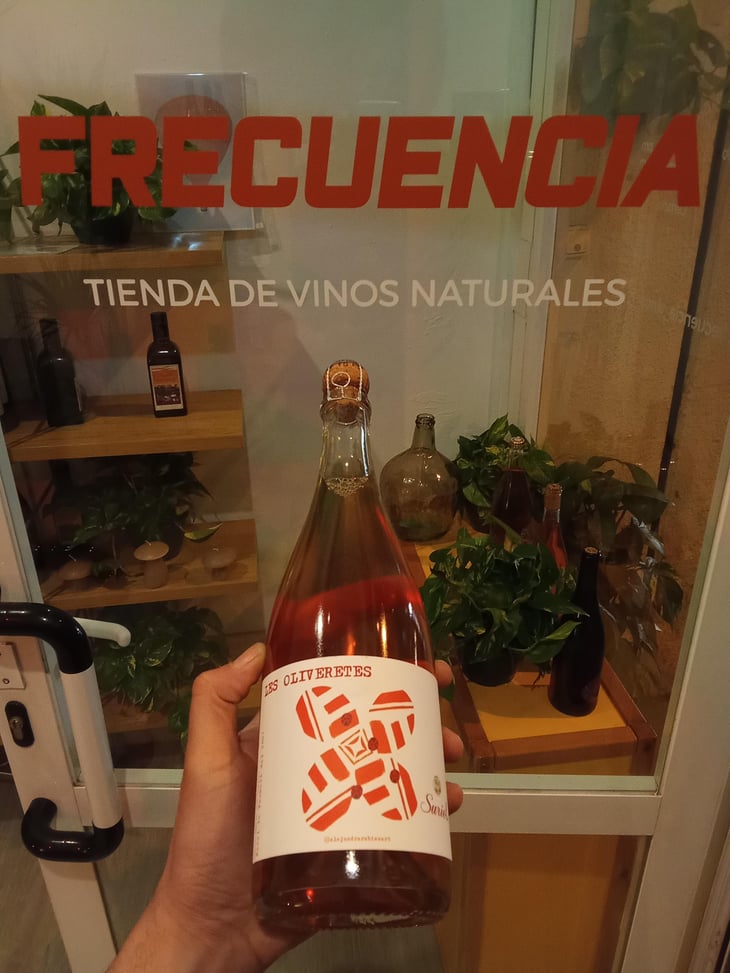 FRECUENCIA
TIENDA DE VINOS NATURALES
LES OLIVERETES